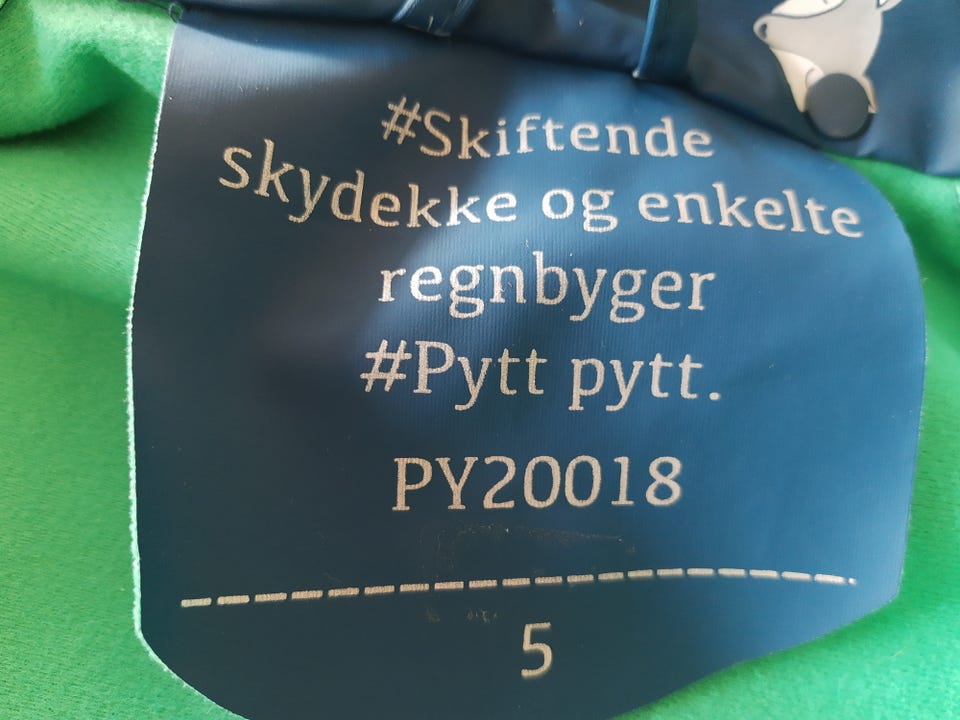 #Skiftende
skydekke og enkelte
regnbyger
#Pytt pytt.
PY20018
5